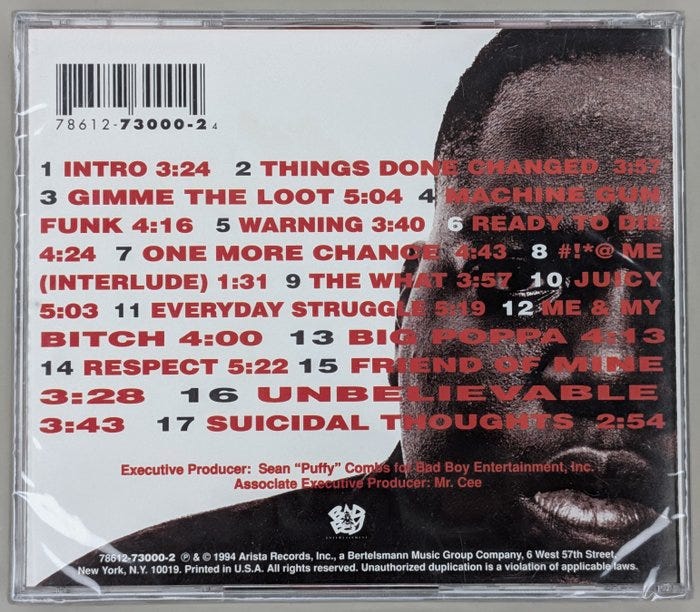 78612-73000-2 4
1 INTRO 3:24 2 THINGS DONE CHANGED 3:57
3 GIMME THE LOOT 5:04 4 MACHINE GUN
FUNK 4:16 5 WARNING 3:40 6 READY TO DIE
4:24 7 ONE MORE CHANCE 4:43 8 #!*@ ME
(INTERLUDE) 1:31 9 THE WHAT 3:57 10 JUICY
5:03 11 EVERYDAY STRUGGLE 5:19 12 ME & MY
BITCH 4:00 13 BIG POPPA 4:13
14 RESPECT 5:22 15 FRIEND OF MINE
3:28 16 UNBELIEVABLE
3:43 17 SUICIDAL THOUGHTS 2:54
Executive Producer: Sean "Puffy" Combs for Bad Boy Entertainment, Inc.
Associate Executive Producer: Mr. Cee
BAD
BOY
ENTERTAINMENT
78612-73000-2 ℗ & © 1994 Arista Records, Inc., a Bertelsmann Music Group Company, 6 West 57th Street,
New York, N.Y. 10019. Printed in U.S.A. All rights reserved. Unauthorized duplication is a violation of applicable laws.